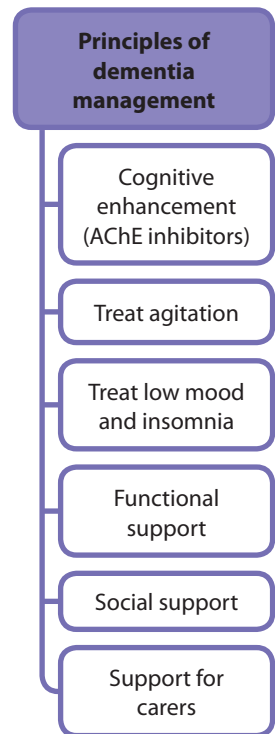 Principles of
dementia
management
Cognitive
enhancement
(AChE inhibitors)
Treat agitation
Treat low mood
and insomnia
Functional
support
Social support
Support for
carers